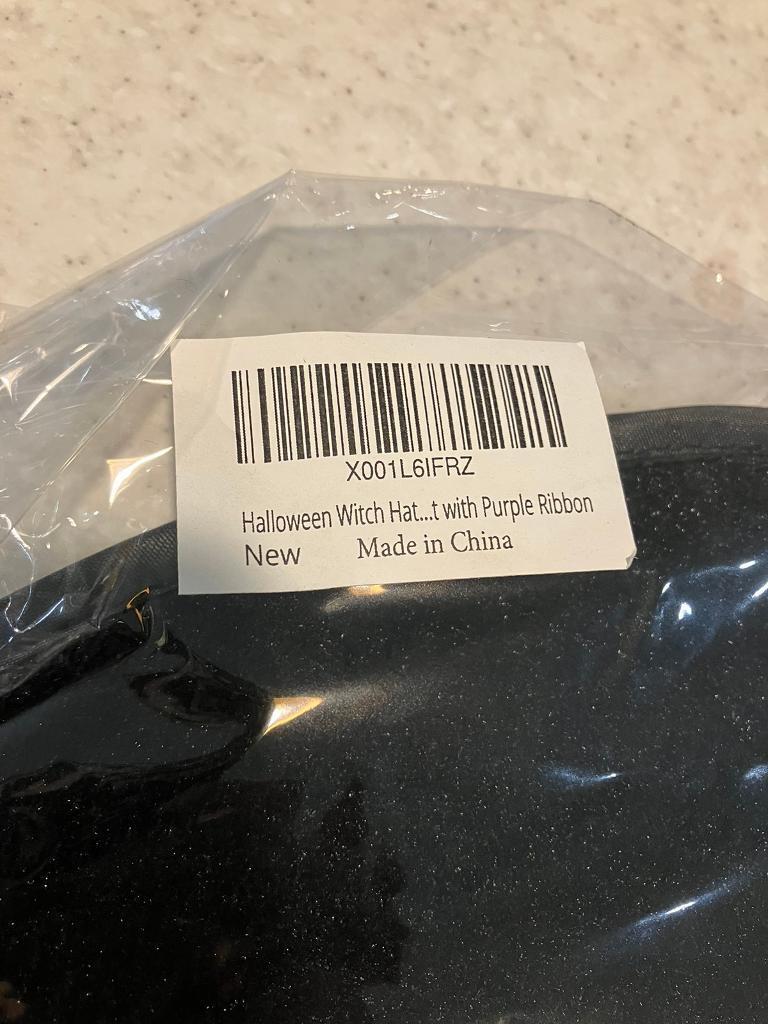 X001L6IFRZ
Halloween Witch Hat...t with Purple Ribbon
New Made in China